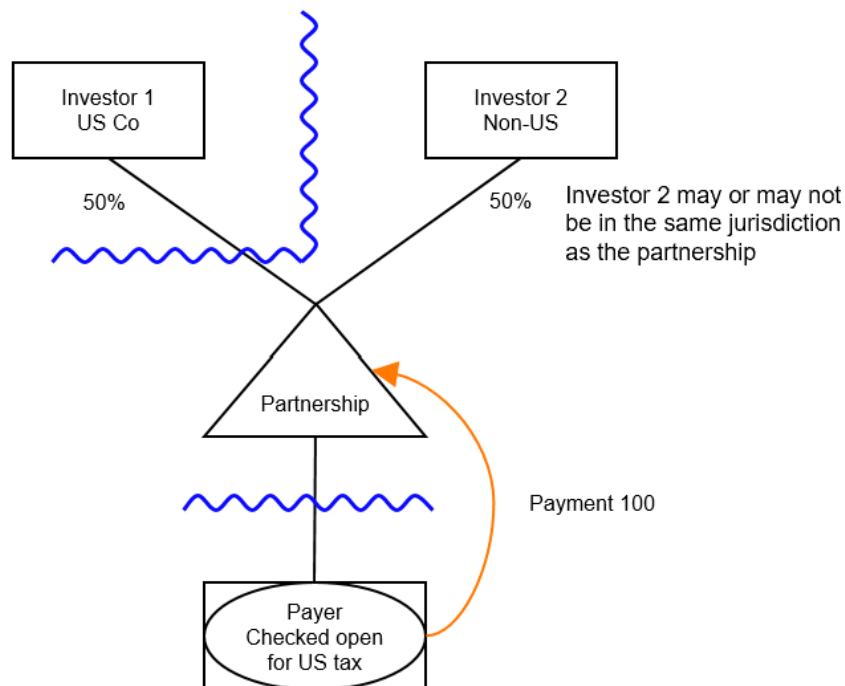 Investor 1
US Co
Investor 2
Non-US
50%
50%
Investor 2 may or may not
be in the same jurisdiction
as the partnership
Partnership
Payment 100
Payer
Checked open
for US tax